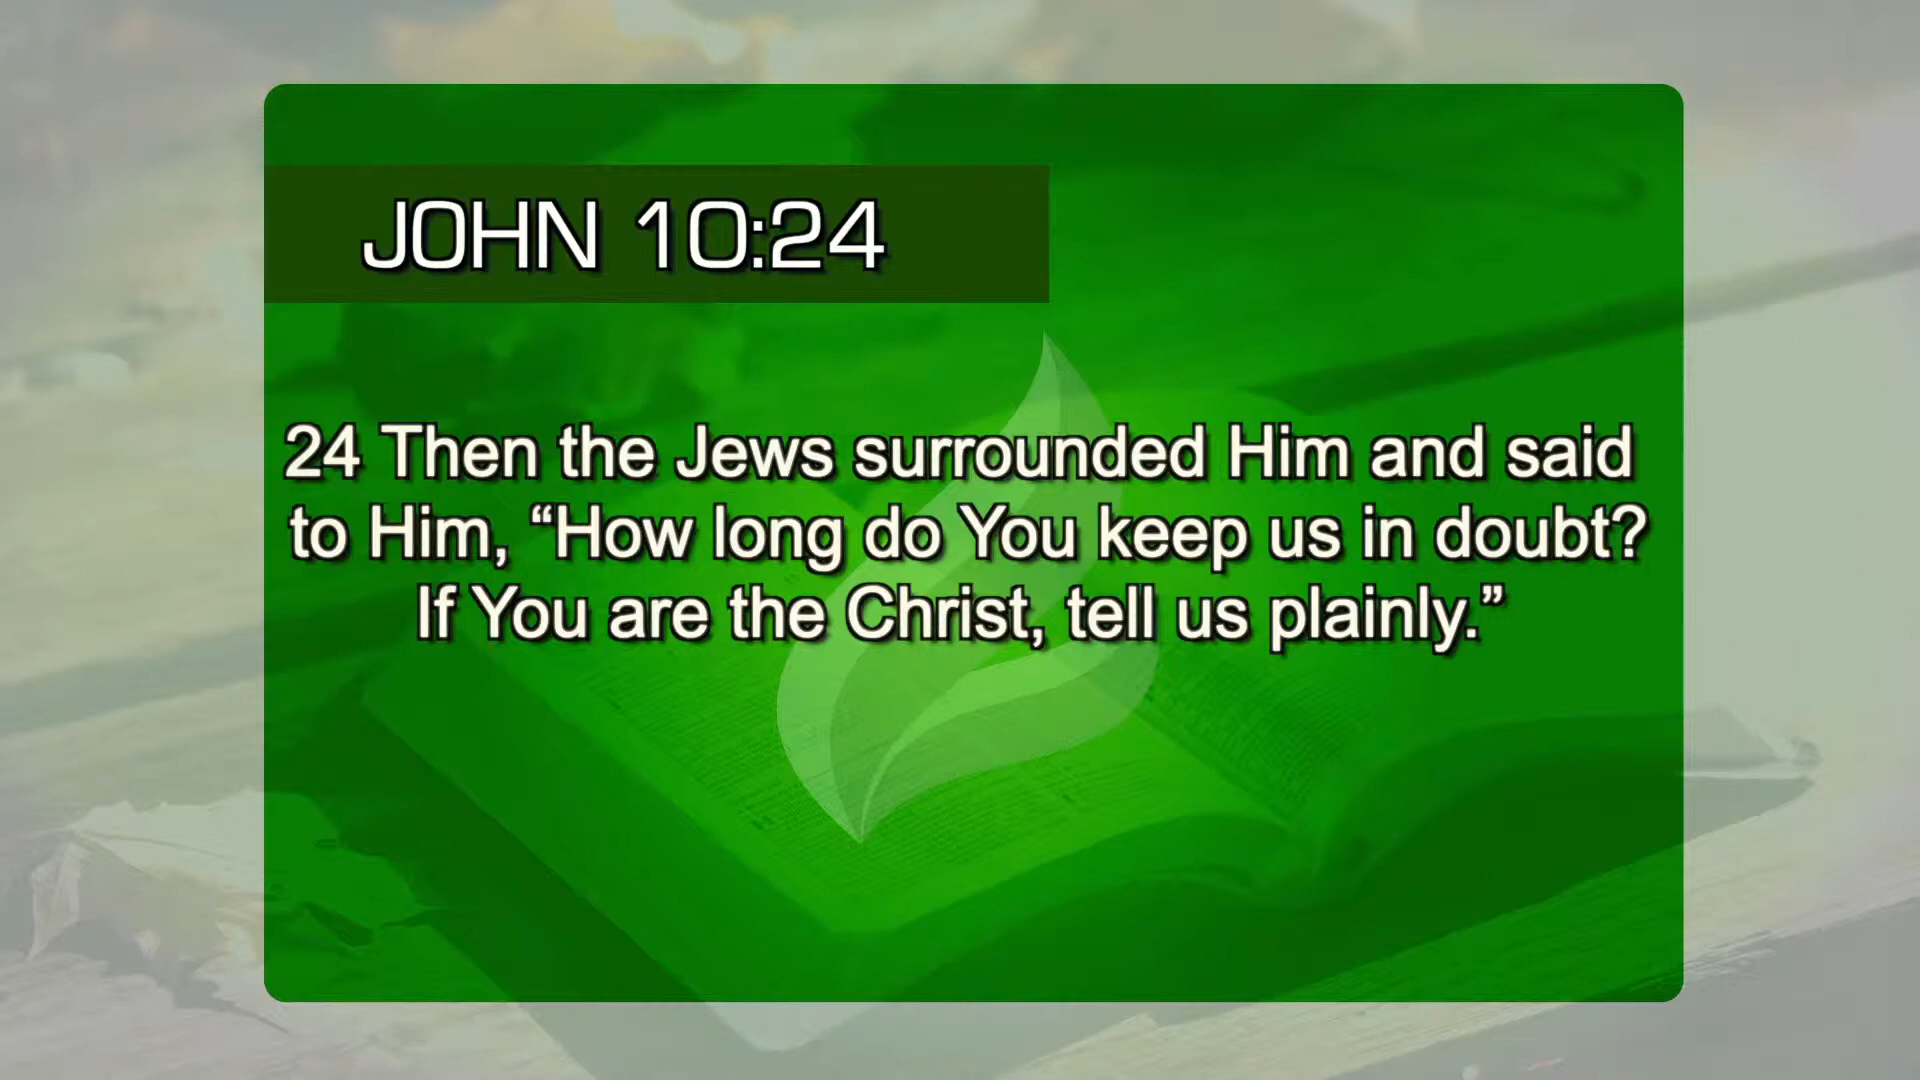 JOHN 10:24
24 Then the Jews surrounded Him and said
to Him, “How long do You keep us in doubt?
If You are the Christ, tell us plainly.”